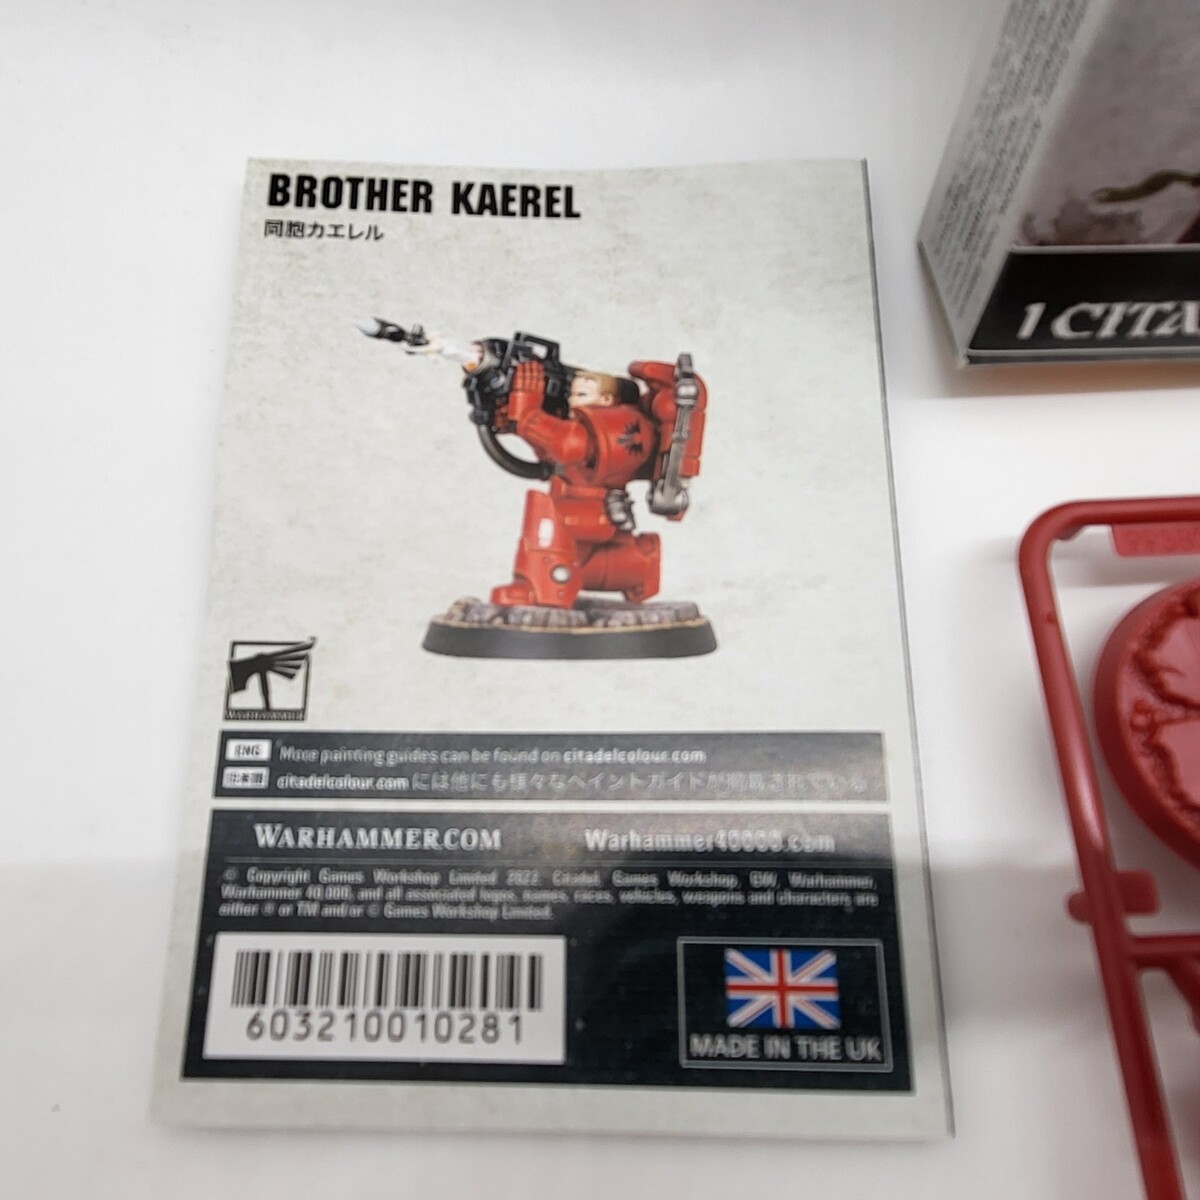 BROTHER KAEREL
同胞カエレル
WARHAMMER
ENG More painting guides can be found on citadelcolour.com
日本語 citadelcolour.com には他にも様々なペイントガイドが掲載されている
WARHAMMER.COM Warhammer40000.com
© Copyright Games Workshop Limited 2022. Citadel, Games Workshop, GW, Warhammer,
Warhammer 40,000, and all associated logos, names, races, vehicles, weapons and characters are
either ® or TM and/or © Games Workshop Limited.
603210010281
MADE IN THE UK
1 CITA